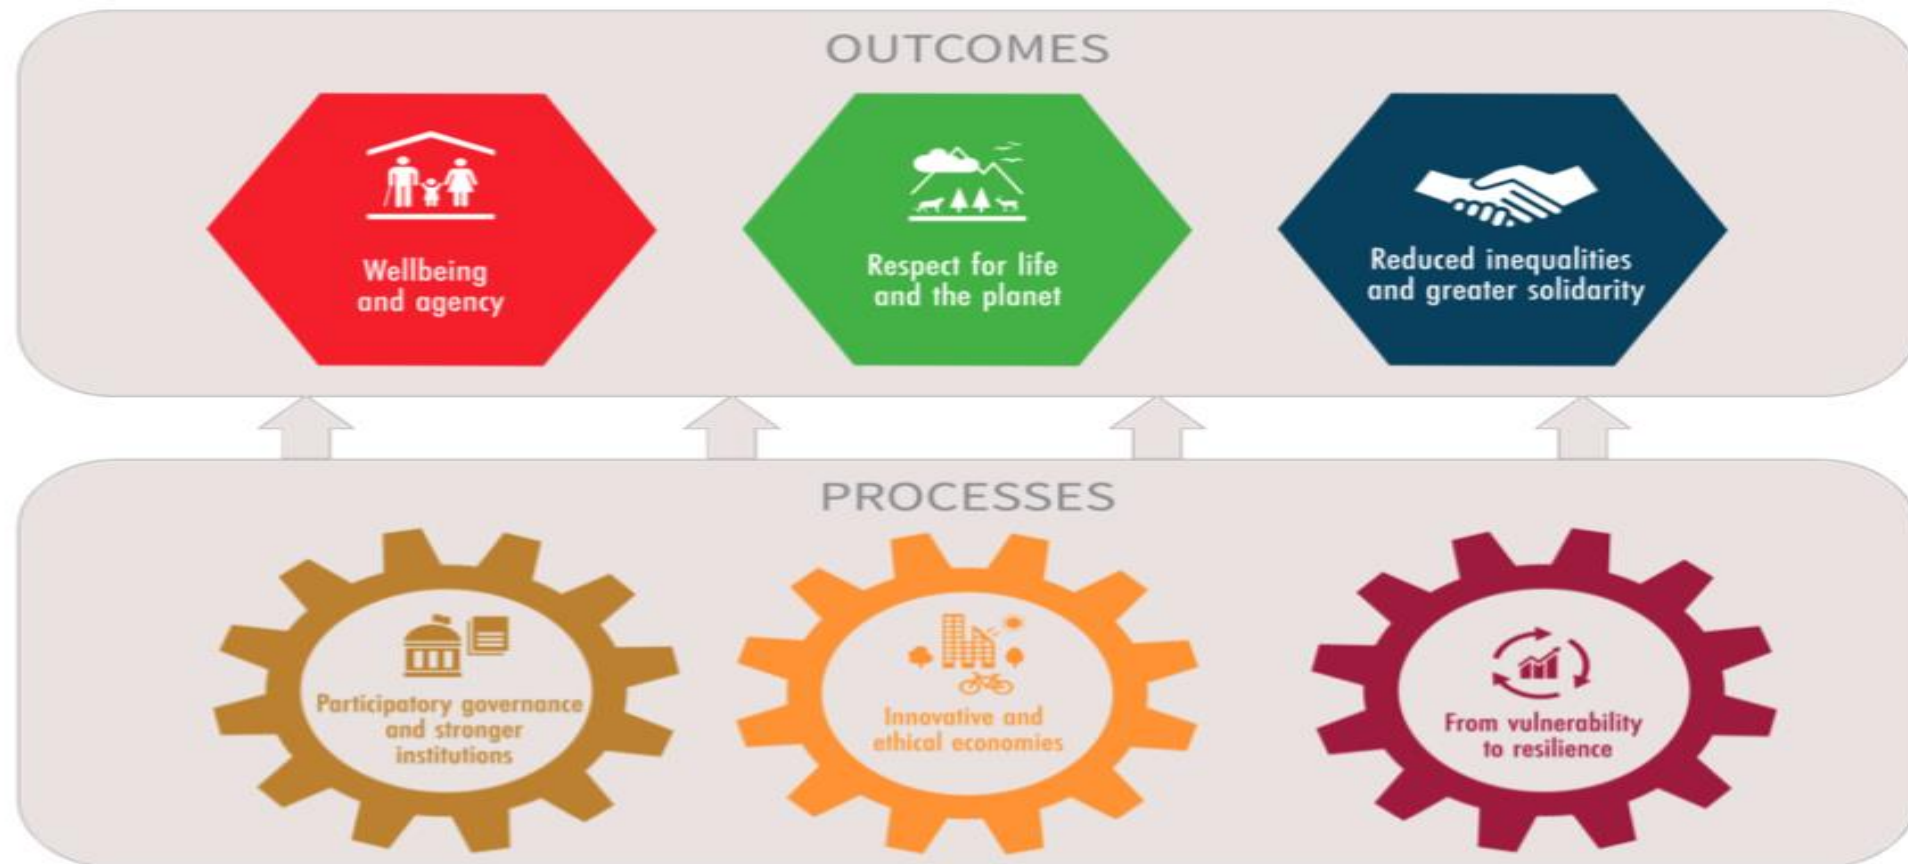 OUTCOMES
Wellbeing
and agency
Respect for life
and the planet
Reduced inequalities
and greater solidarity
PROCESSES
Participatory governance
and stronger
institutions
Innovative and
ethical economies
From vulnerability
to resilience